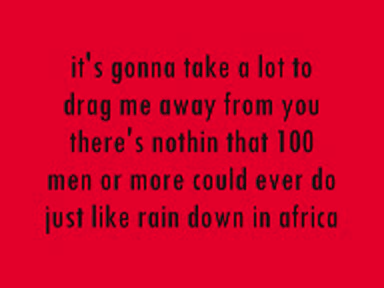 it's gonna take a lot to
drag me away from you
there's nothin that 100
men or more could ever do
just like rain down in africa